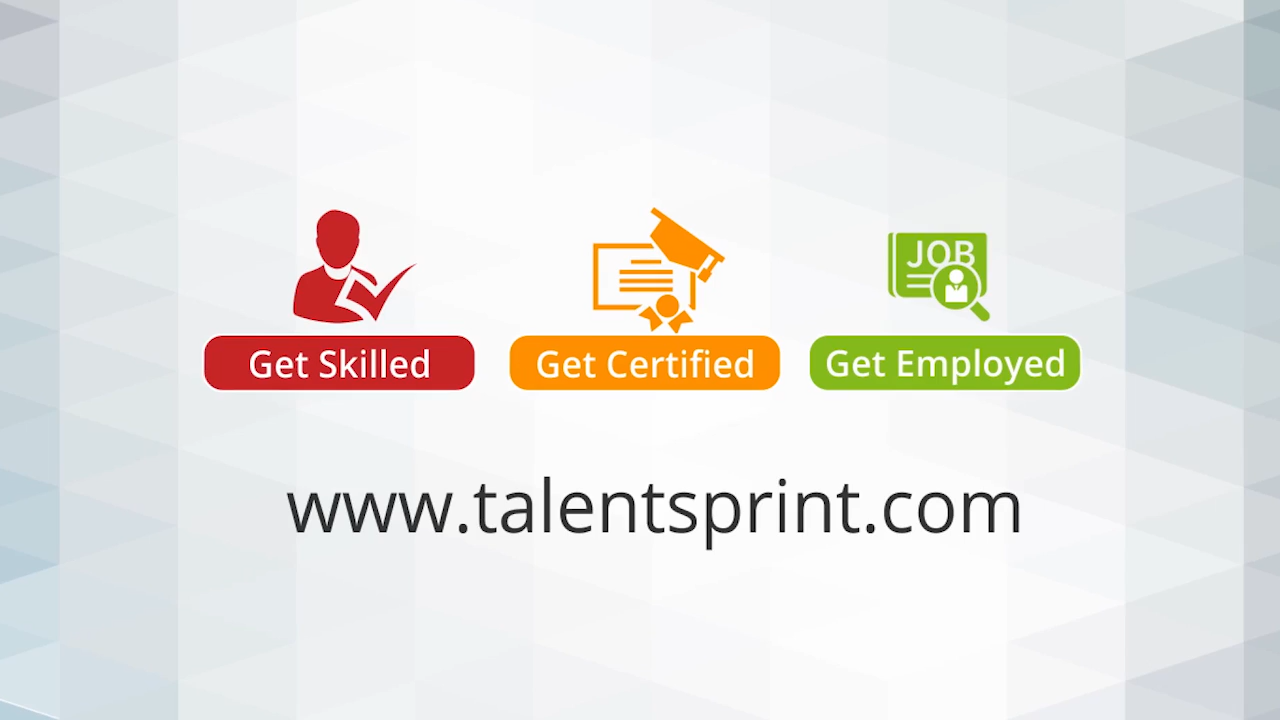 JOB
Get Skilled
Get Certified
Get Employed
www.talentsprint.com